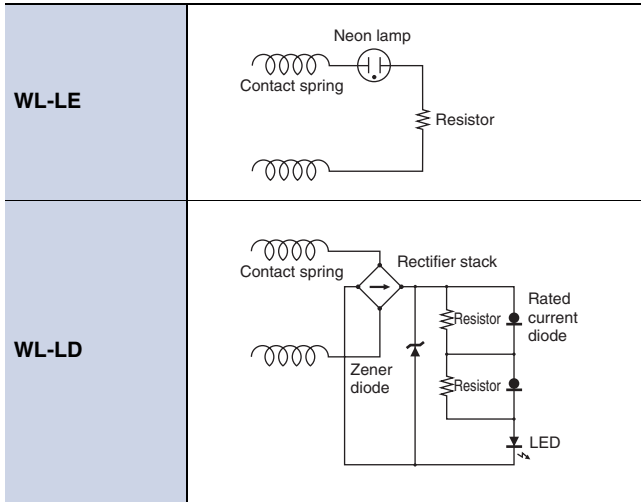 WL-LE
Neon lamp
Contact spring
Resistor
WL-LD
Contact spring
Rectifier stack
Zener
diode
Resistor
Resistor
Rated
current
diode
LED